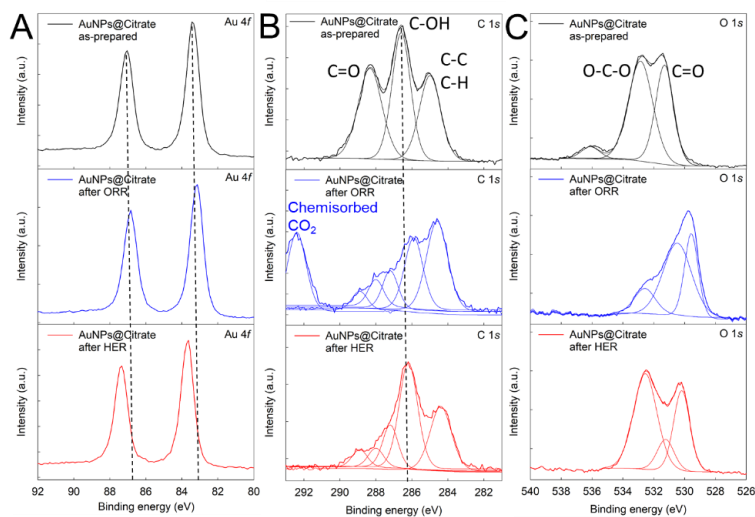 A
AuNPs@Citrate
as-prepared
Au 4f
Intensity (a.u.)
AuNPs@Citrate
after ORR
Au 4f
Intensity (a.u.)
AuNPs@Citrate
after HER
Au 4f
Intensity (a.u.)
92 90 88 86 84 82 80
Binding energy (eV)
B
AuNPs@Citrate
as-prepared
C 1s
C-OH
C=O
C-C
C-H
Intensity (a.u.)
AuNPs@Citrate
after ORR
C 1s
Chemisorbed
CO2
Intensity (a.u.)
AuNPs@Citrate
after HER
C 1s
Intensity (a.u.)
292 290 288 286 284 282
Binding energy (eV)
C
AuNPs@Citrate
as-prepared
O 1s
O-C-O
C=O
Intensity (a.u.)
AuNPs@Citrate
after ORR
O 1s
Intensity (a.u.)
AuNPs@Citrate
after HER
O 1s
Intensity (a.u.)
540 538 536 534 532 530 528 526
Binding energy (eV)